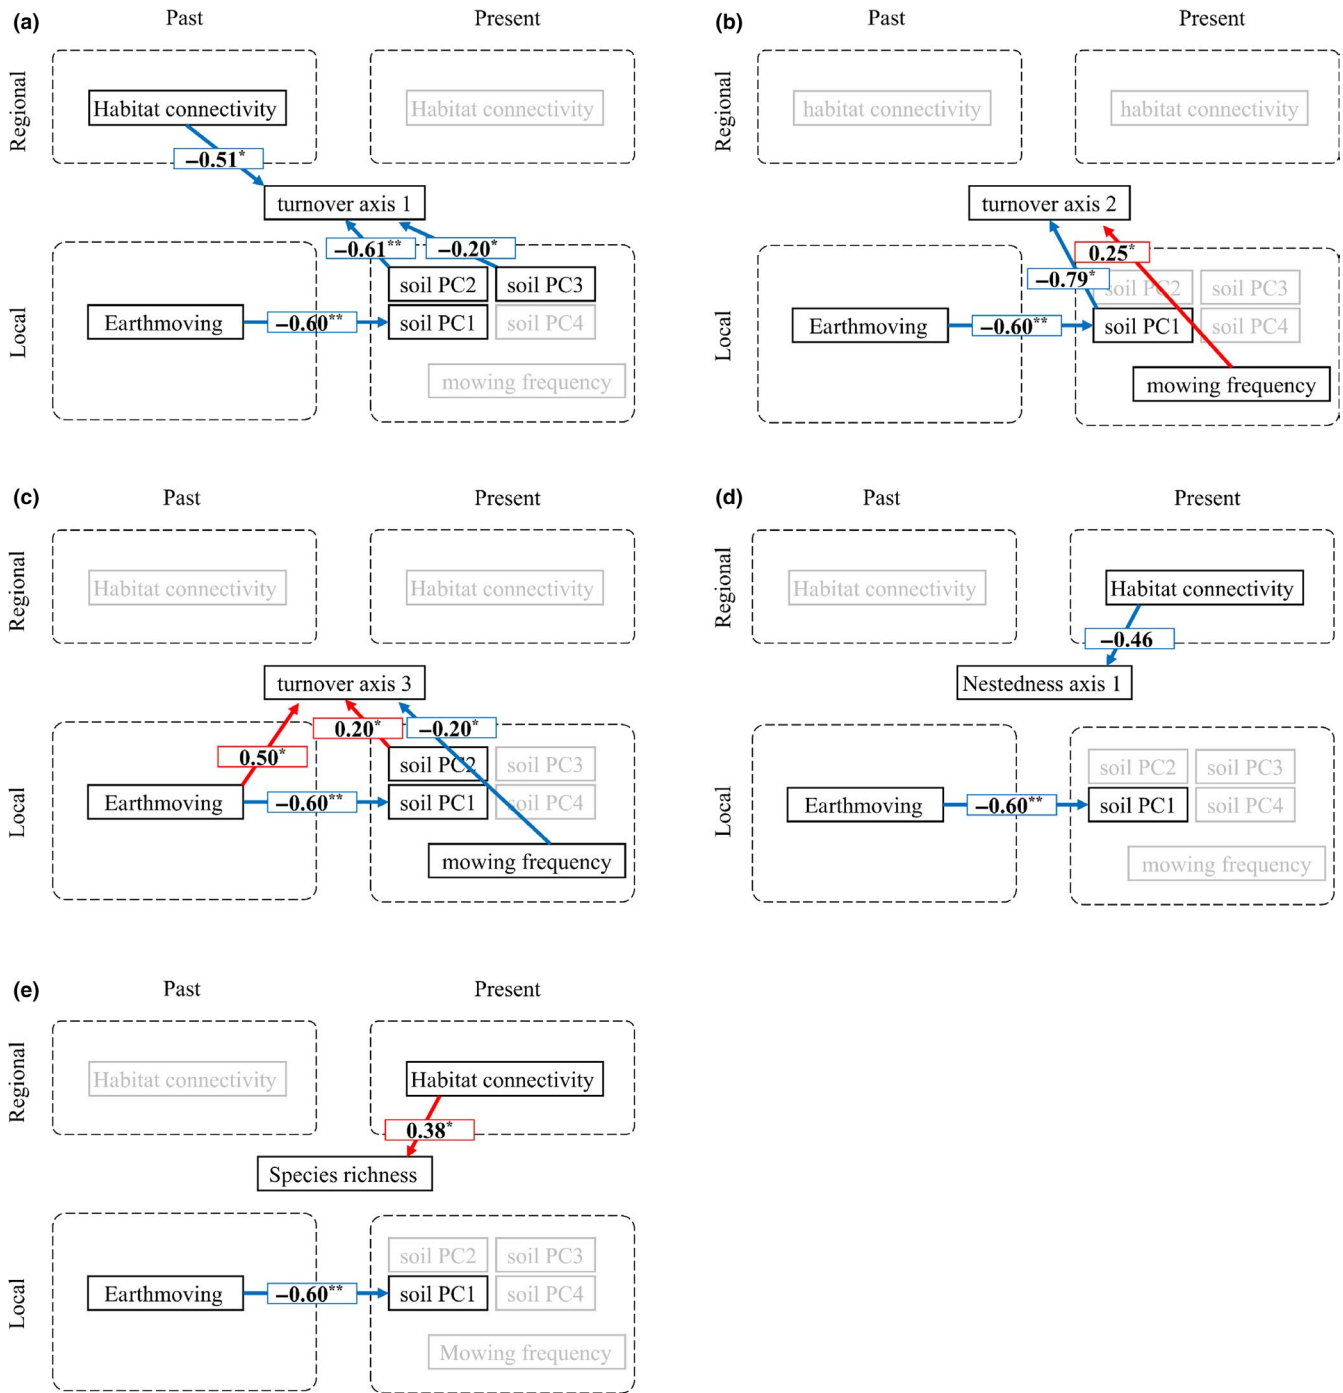 (a)
Past
Present
Regional
Habitat connectivity
Habitat connectivity
−0.51*
turnover axis 1
−0.61**
−0.20*
Local
soil PC2
soil PC3
Earthmoving
−0.60**
soil PC1
soil PC4
mowing frequency
(b)
Past
Present
Regional
habitat connectivity
habitat connectivity
turnover axis 2
0.25*
−0.79*
Local
soil PC2
soil PC3
Earthmoving
−0.60**
soil PC1
soil PC4
mowing frequency
(c)
Past
Present
Regional
Habitat connectivity
Habitat connectivity
turnover axis 3
0.20*
−0.20*
0.50*
Local
soil PC2
soil PC3
Earthmoving
−0.60**
soil PC1
soil PC4
mowing frequency
(d)
Past
Present
Regional
Habitat connectivity
Habitat connectivity
−0.46
Nestedness axis 1
Local
soil PC2
soil PC3
Earthmoving
−0.60**
soil PC1
soil PC4
mowing frequency
(e)
Past
Present
Regional
Habitat connectivity
Habitat connectivity
0.38*
Species richness
Local
soil PC2
soil PC3
Earthmoving
−0.60**
soil PC1
soil PC4
Mowing frequency